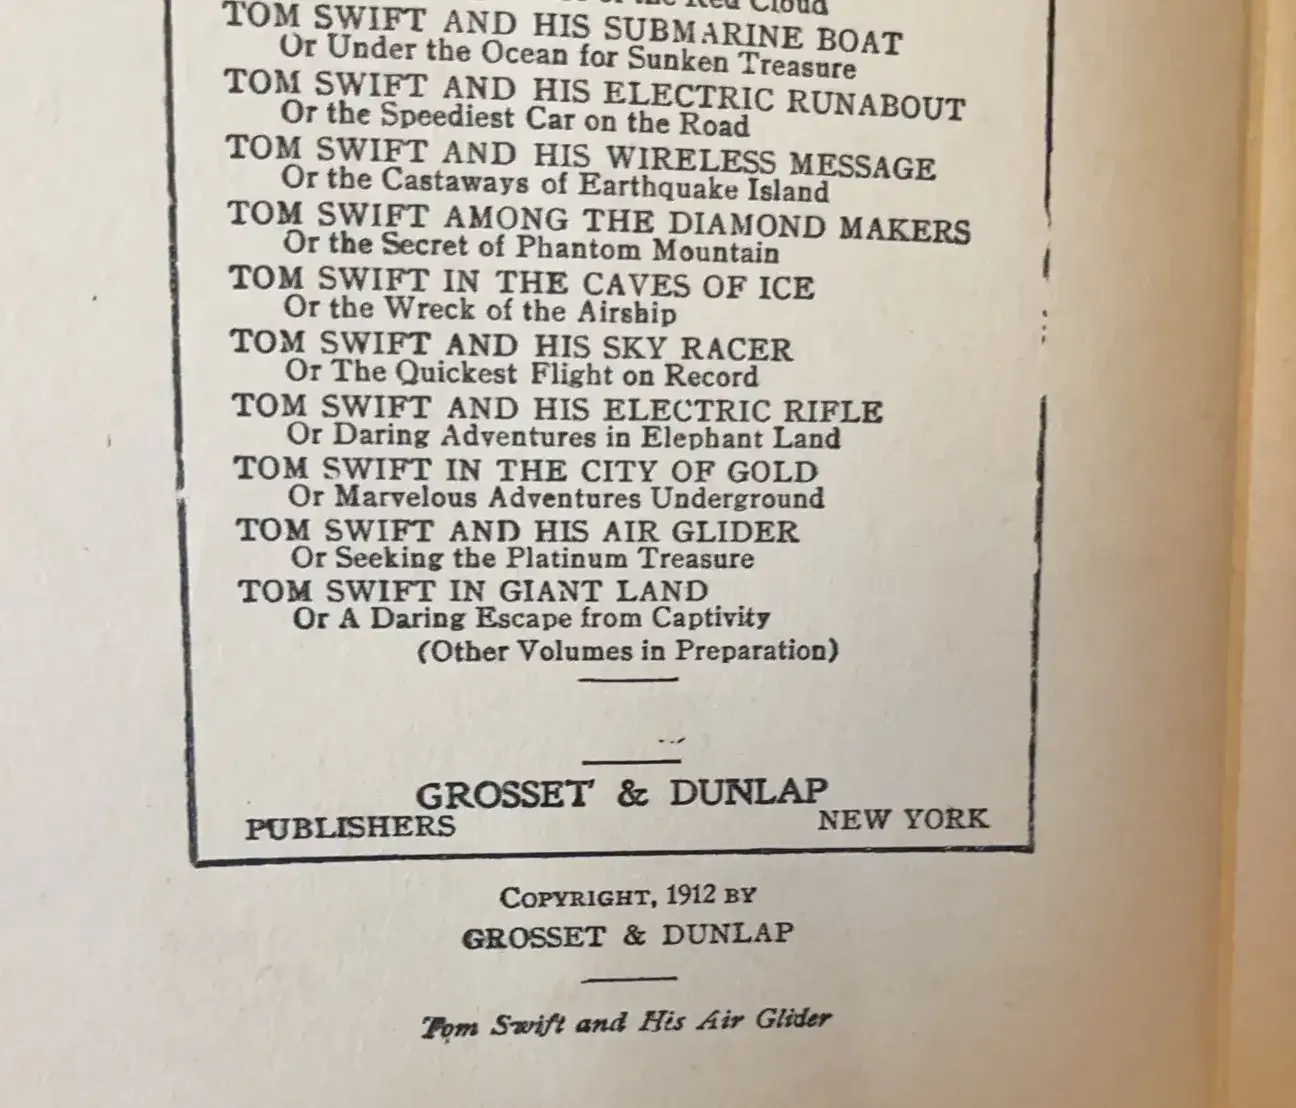 the Red Cloud
TOM SWIFT AND HIS SUBMARINE BOAT
Or Under the Ocean for Sunken Treasure
TOM SWIFT AND HIS ELECTRIC RUNABOUT
Or the Speediest Car on the Road
TOM SWIFT AND HIS WIRELESS MESSAGE
Or the Castaways of Earthquake Island
TOM SWIFT AMONG THE DIAMOND MAKERS
Or the Secret of Phantom Mountain
TOM SWIFT IN THE CAVES OF ICE
Or the Wreck of the Airship
TOM SWIFT AND HIS SKY RACER
Or The Quickest Flight on Record
TOM SWIFT AND HIS ELECTRIC RIFLE
Or Daring Adventures in Elephant Land
TOM SWIFT IN THE CITY OF GOLD
Or Marvelous Adventures Underground
TOM SWIFT AND HIS AIR GLIDER
Or Seeking the Platinum Treasure
TOM SWIFT IN GIANT LAND
Or A Daring Escape from Captivity
(Other Volumes in Preparation)
GROSSET & DUNLAP
PUBLISHERS NEW YORK
COPYRIGHT, 1912 BY
GROSSET & DUNLAP
Tom Swift and His Air Glider